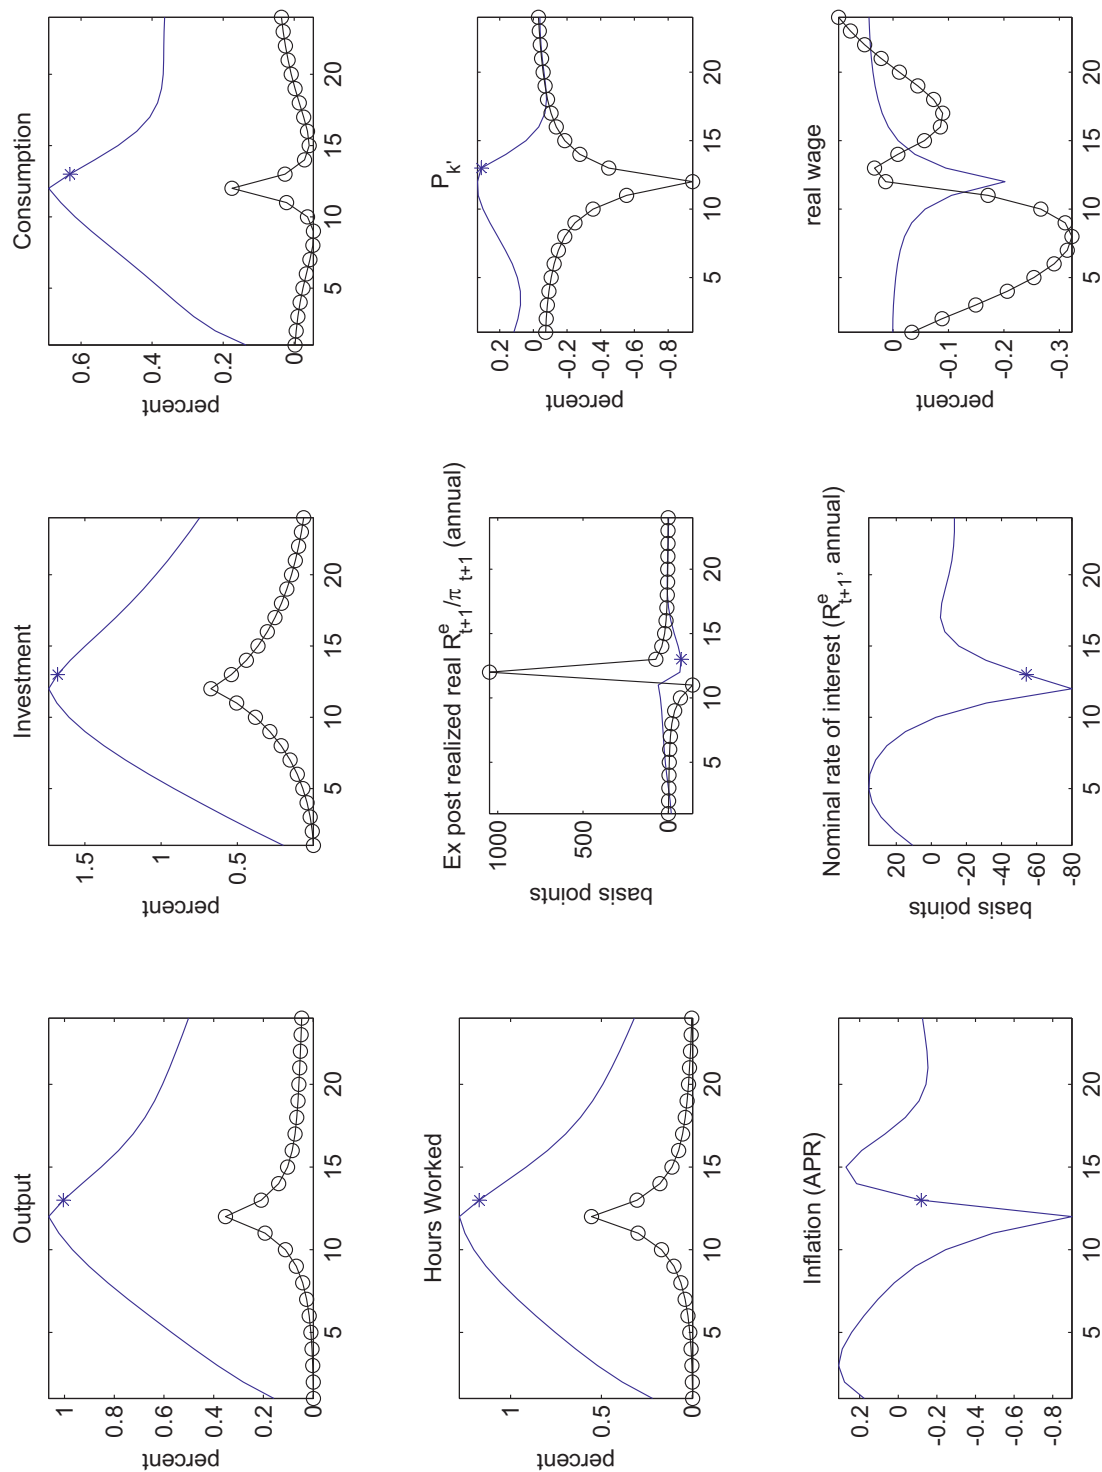 Output
percent
1
0.8
0.6
0.4
0.2
0
5 10 15 20
Investment
percent
1.5
1
0.5
5 10 15 20
Consumption
percent
0.6
0.4
0.2
0
5 10 15 20
Hours Worked
percent
1
0.5
0
5 10 15 20
Ex post realized real R^e_{t+1}/π_{t+1} (annual)
basis points
1000
500
0
5 10 15 20
P_{k'}
percent
0.2
0
-0.2
-0.4
-0.6
-0.8
5 10 15 20
Inflation (APR)
0.2
0
-0.2
-0.4
-0.6
-0.8
5 10 15 20
Nominal rate of interest (R^e_{t+1}, annual)
basis points
20
0
-20
-40
-60
-80
5 10 15 20
real wage
percent
0
-0.1
-0.2
-0.3
5 10 15 20